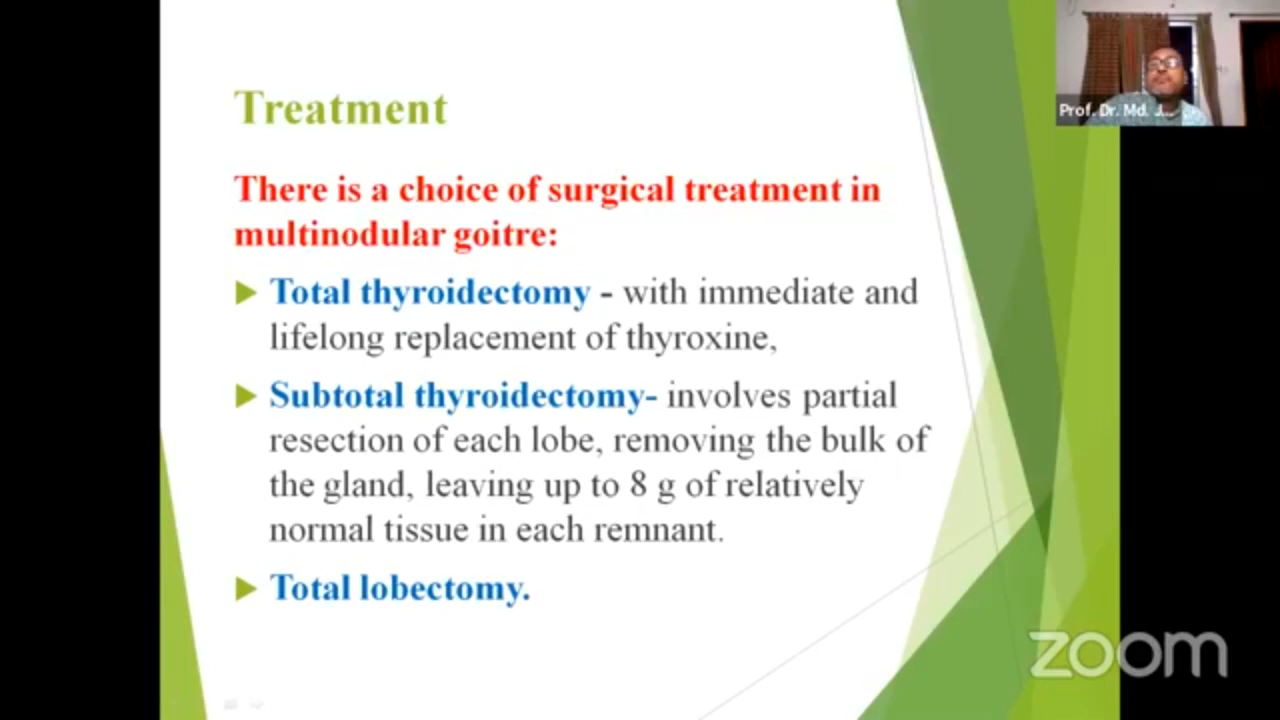 Treatment
There is a choice of surgical treatment in
multinodular goitre:
Total thyroidectomy - with immediate and
lifelong replacement of thyroxine,
Subtotal thyroidectomy- involves partial
resection of each lobe, removing the bulk of
the gland, leaving up to 8 g of relatively
normal tissue in each remnant.
Total lobectomy.
Prof. Dr. Md. J...
zoom